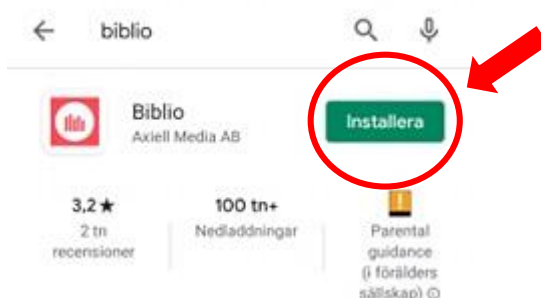 biblio
Biblio
Axiell Media AB
Installera
3,2 ★
2 tn
recensioner
100 tn+
Nedladdningar
Parental
guidance
(i förälders
sällskap)